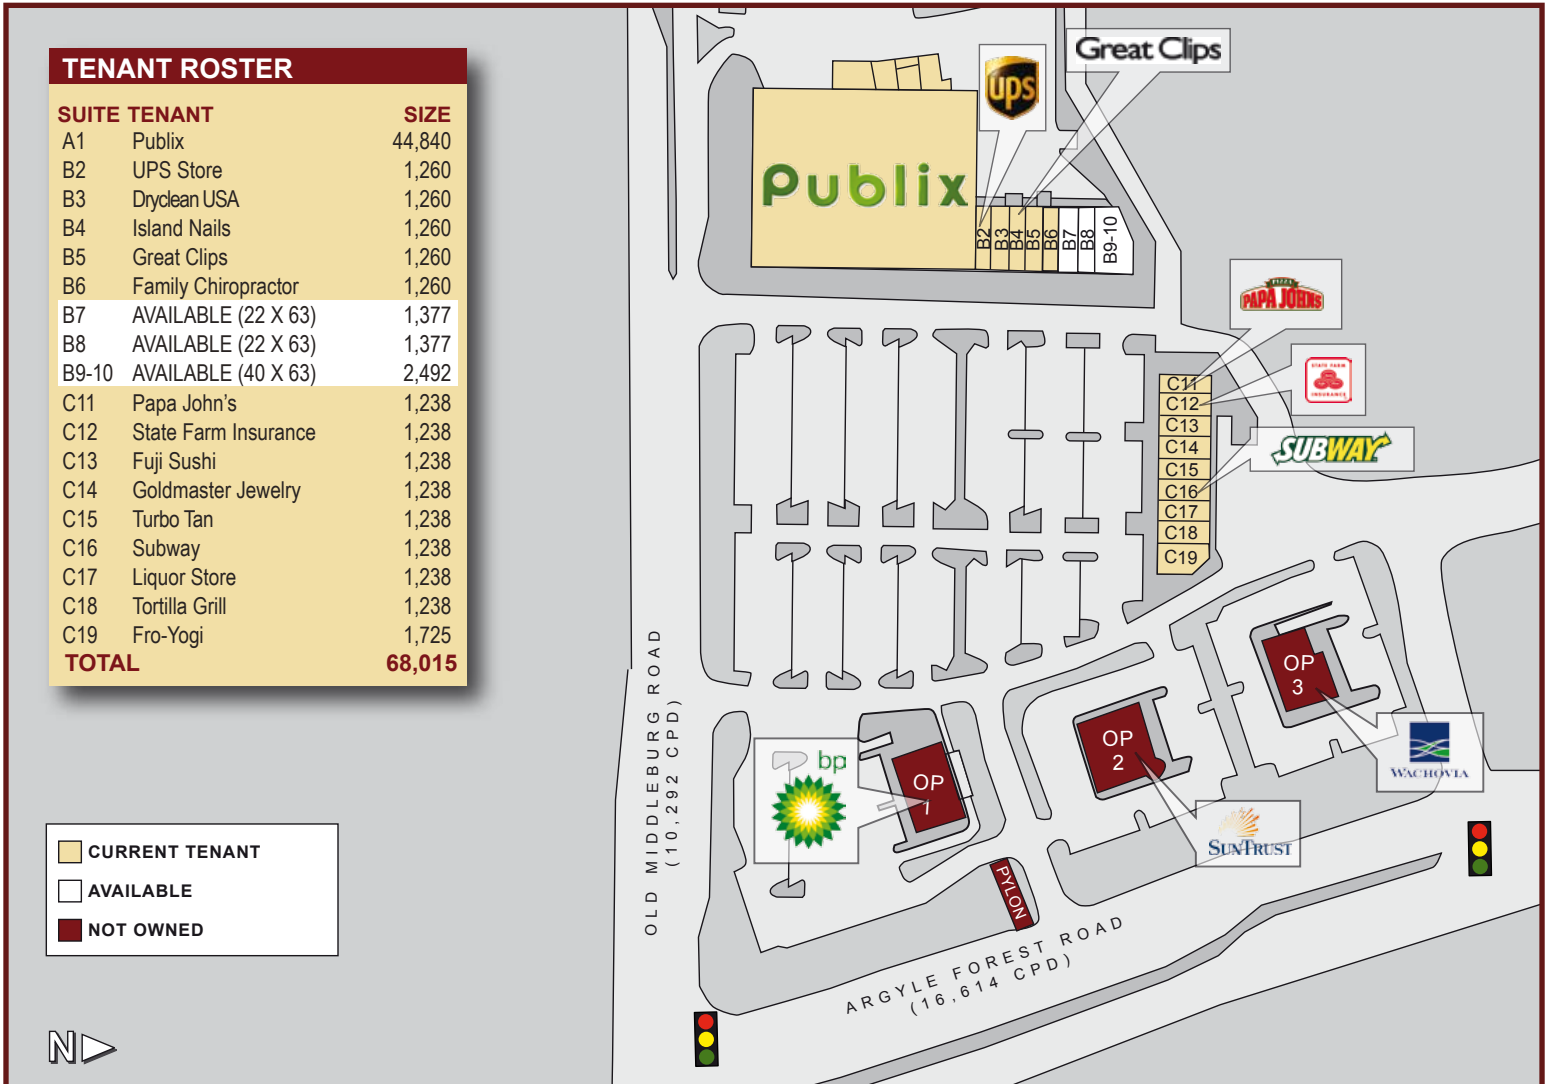 TENANT ROSTER
SUITE TENANT SIZE
A1 Publix 44,840
B2 UPS Store 1,260
B3 Dryclean USA 1,260
B4 Island Nails 1,260
B5 Great Clips 1,260
B6 Family Chiropractor 1,260
B7 AVAILABLE (22 X 63) 1,377
B8 AVAILABLE (22 X 63) 1,377
B9-10 AVAILABLE (40 X 63) 2,492
C11 Papa John's 1,238
C12 State Farm Insurance 1,238
C13 Fuji Sushi 1,238
C14 Goldmaster Jewelry 1,238
C15 Turbo Tan 1,238
C16 Subway 1,238
C17 Liquor Store 1,238
C18 Tortilla Grill 1,238
C19 Fro-Yogi 1,725
TOTAL 68,015
CURRENT TENANT
AVAILABLE
NOT OWNED
N
Publix
ups
Great Clips
B2
B3
B4
B5
B6
B7
B8
B9-10
PIZZA
PAPA JOHNS
STATE FARM
INSURANCE
SUBWAY
C11
C12
C13
C14
C15
C16
C17
C18
C19
OP
3
WACHOVIA
OP
2
SUNTRUST
bp
OP
1
PYLON
OLD MIDDLEBURG ROAD
(10,292 CPD)
ARGYLE FOREST ROAD
(16,614 CPD)